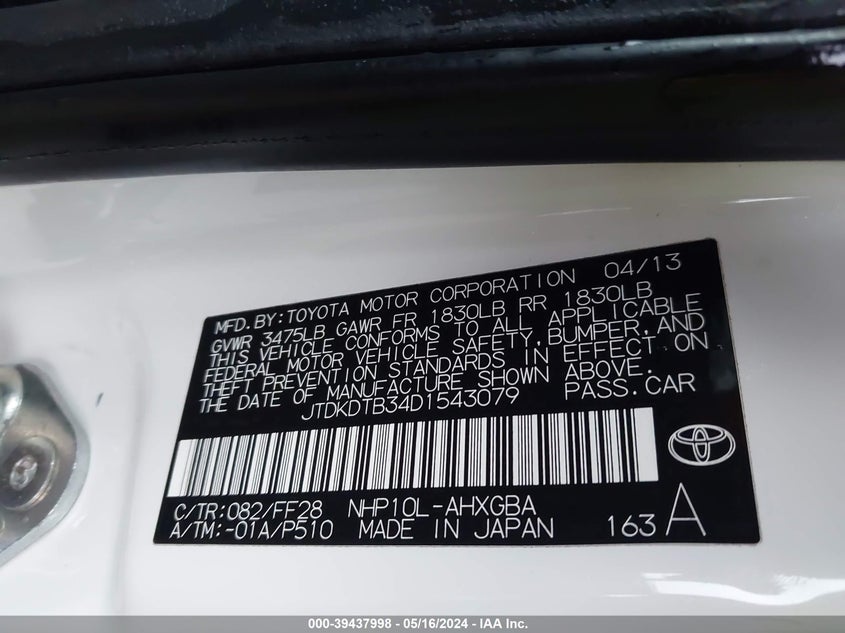 MFD.BY:TOYOTA MOTOR CORPORATION 04/13
GVWR 3475LB GAWR FR 1830LB RR 1830LB
THIS VEHICLE CONFORMS TO ALL APPLICABLE
FEDERAL MOTOR VEHICLE SAFETY,BUMPER,AND
THEFT PREVENTION STANDARDS IN EFFECT ON
THE DATE OF MANUFACTURE SHOWN ABOVE.
JTDKDTB34D1543079 PASS.CAR
C/TR:082/FF28 NHP10L-AHXGBA
A/TM:-01A/P510 MADE IN JAPAN 163 A
000-39437998 - 05/16/2024 - IAA Inc.